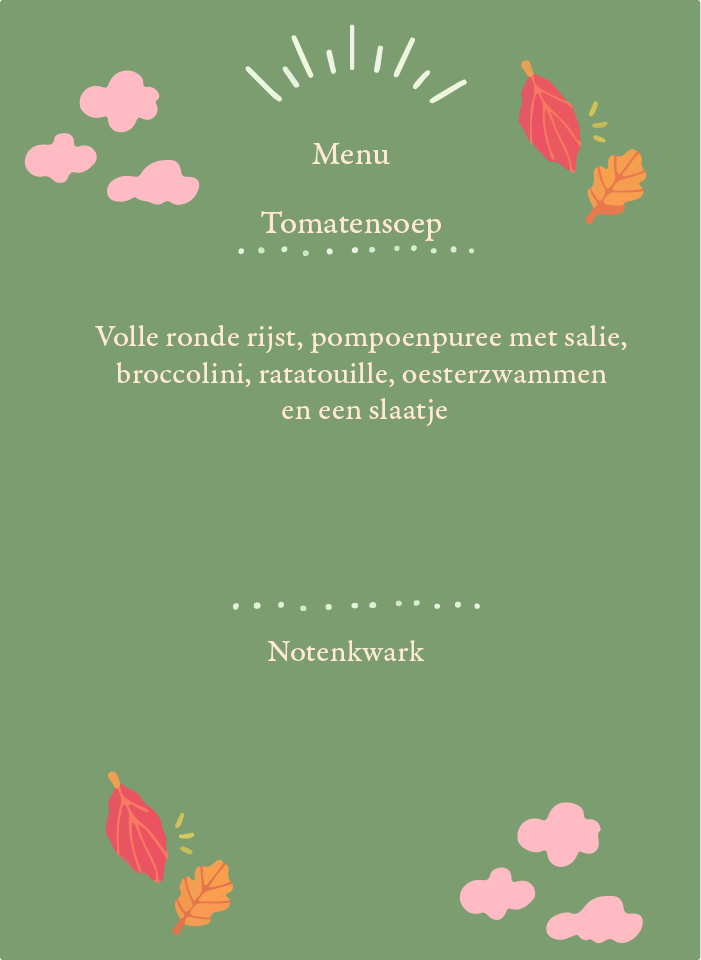 Menu
Tomatensoep
Volle ronde rijst, pompoenpuree met salie,
broccolini, ratatouille, oesterzwammen
en een slaatje
Notenkwark